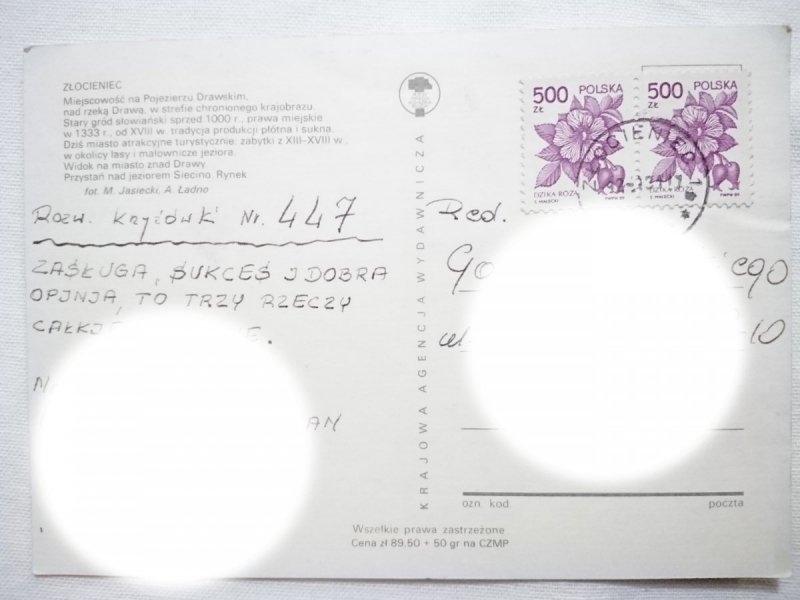 ZŁOCIENIEC
Miejscowość na Pojezierzu Drawskim,
nad rzeką Drawą, w strefie chronionego krajobrazu.
Stary gród słowiański sprzed 1000 r., prawa miejskie
w 1333 r., od XVIII w. tradycja produkcji płótna i sukna.
Dziś miasto atrakcyjne turystycznie: zabytki z XIII–XVIII w.,
w okolicy lasy i malownicze jeziora.
Widok na miasto znad Drawy
Przystań nad jeziorem Siecino. Rynek
fot. M. Jasiecki, A. Ładno
Rozw. Krzyżówki Nr. 447
ZASŁUGA, SUKCES I DOBRA
OPINJA, TO TRZY RZECZY
KRAJOWA AGENCJA WYDAWNICZA
500 ZŁ POLSKA
DZIKA RÓŻA
500 ZŁ POLSKA
DZIKA RÓŻA
Red.
ozn. kod. poczta
Wszelkie prawa zastrzeżone
Cena zł 89,50 + 50 gr na CZMP